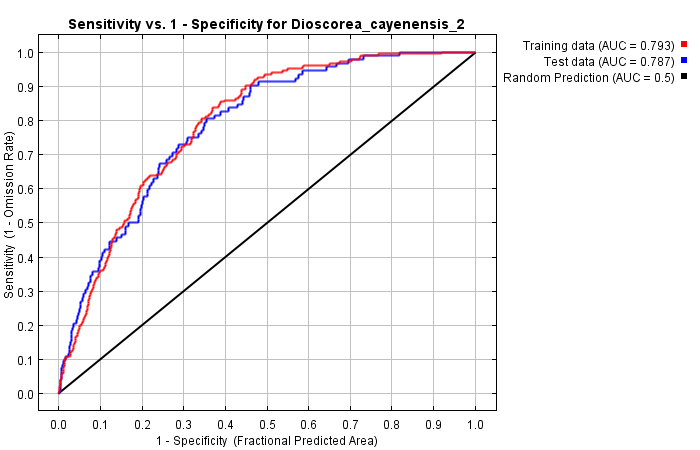 Sensitivity vs. 1 - Specificity for Dioscorea_cayenensis_2
Training data (AUC = 0.793)
Test data (AUC = 0.787)
Random Prediction (AUC = 0.5)
Sensitivity (1 - Omission Rate)
1.0
0.9
0.8
0.7
0.6
0.5
0.4
0.3
0.2
0.1
0.0
0.0 0.1 0.2 0.3 0.4 0.5 0.6 0.7 0.8 0.9 1.0
1 - Specificity (Fractional Predicted Area)